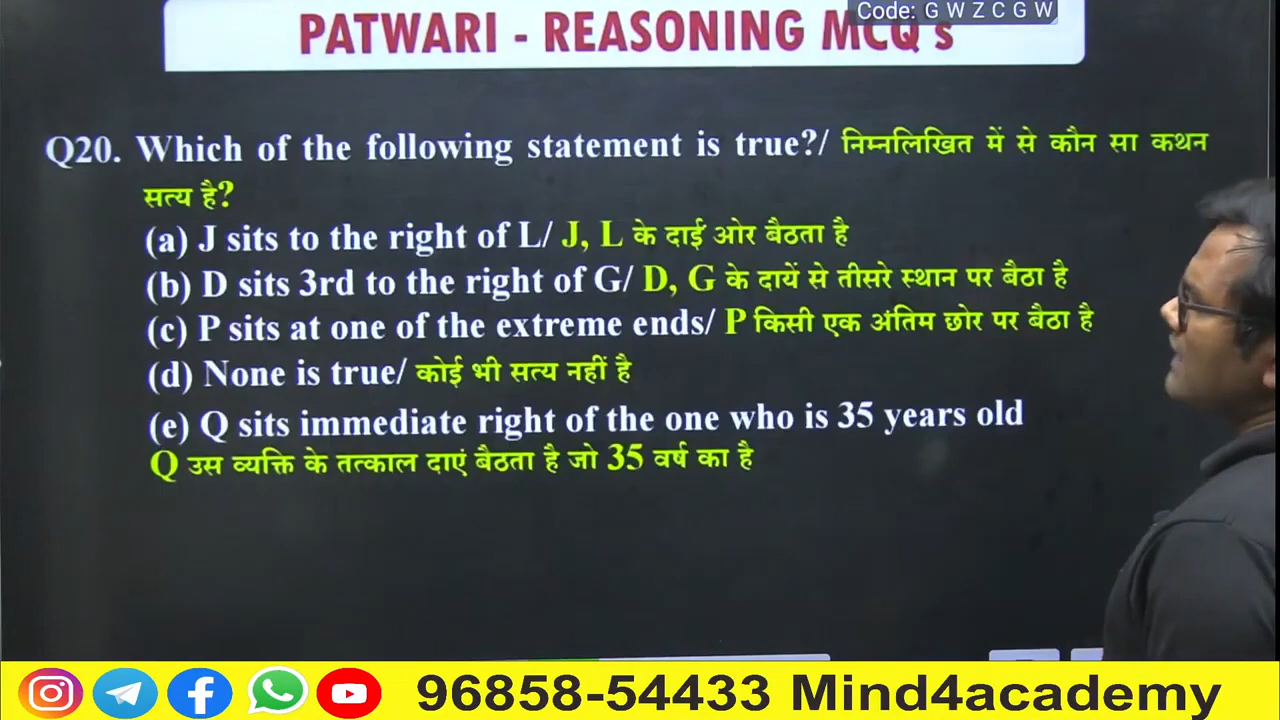 Code: G W Z C G W
PATWARI - REASONING MCQ's
Q20. Which of the following statement is true?/ निम्नलिखित में से कौन सा कथन
सत्य है?
(a) J sits to the right of L/ J, L के दाईं ओर बैठता है
(b) D sits 3rd to the right of G/ D, G के दायें से तीसरे स्थान पर बैठा है
(c) P sits at one of the extreme ends/ P किसी एक अंतिम छोर पर बैठा है
(d) None is true/ कोई भी सत्य नहीं है
(e) Q sits immediate right of the one who is 35 years old
Q उस व्यक्ति के तत्काल दाएं बैठता है जो 35 वर्ष का है
96858-54433 Mind4academy